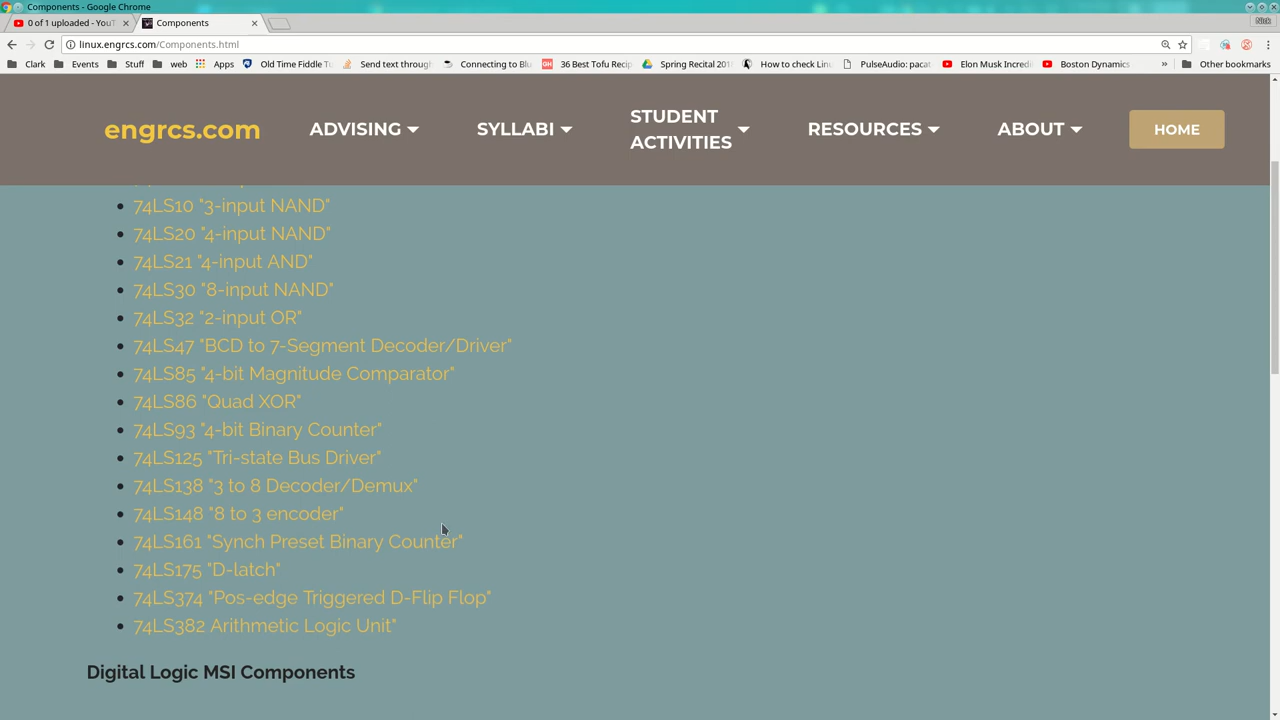 Components - Google Chrome
0 of 1 uploaded - YouT
Components
Nick
linux.engrcs.com/Components.html
Clark
Events
Stuff
web
Apps
Old Time Fiddle Tu
Send text through
Connecting to Blu
36 Best Tofu Recip
Spring Recital 201
How to check Linu
PulseAudio: pacat
Elon Musk Incredi
Boston Dynamics
»
Other bookmarks
engrcs.com
ADVISING
SYLLABI
STUDENT
ACTIVITIES
RESOURCES
ABOUT
HOME
74LS10 "3-input NAND"
74LS20 "4-input NAND"
74LS21 "4-input AND"
74LS30 "8-input NAND"
74LS32 "2-input OR"
74LS47 "BCD to 7-Segment Decoder/Driver"
74LS85 "4-bit Magnitude Comparator"
74LS86 "Quad XOR"
74LS93 "4-bit Binary Counter"
74LS125 "Tri-state Bus Driver"
74LS138 "3 to 8 Decoder/Demux"
74LS148 "8 to 3 encoder"
74LS161 "Synch Preset Binary Counter"
74LS175 "D-latch"
74LS374 "Pos-edge Triggered D-Flip Flop"
74LS382 Arithmetic Logic Unit"
Digital Logic MSI Components